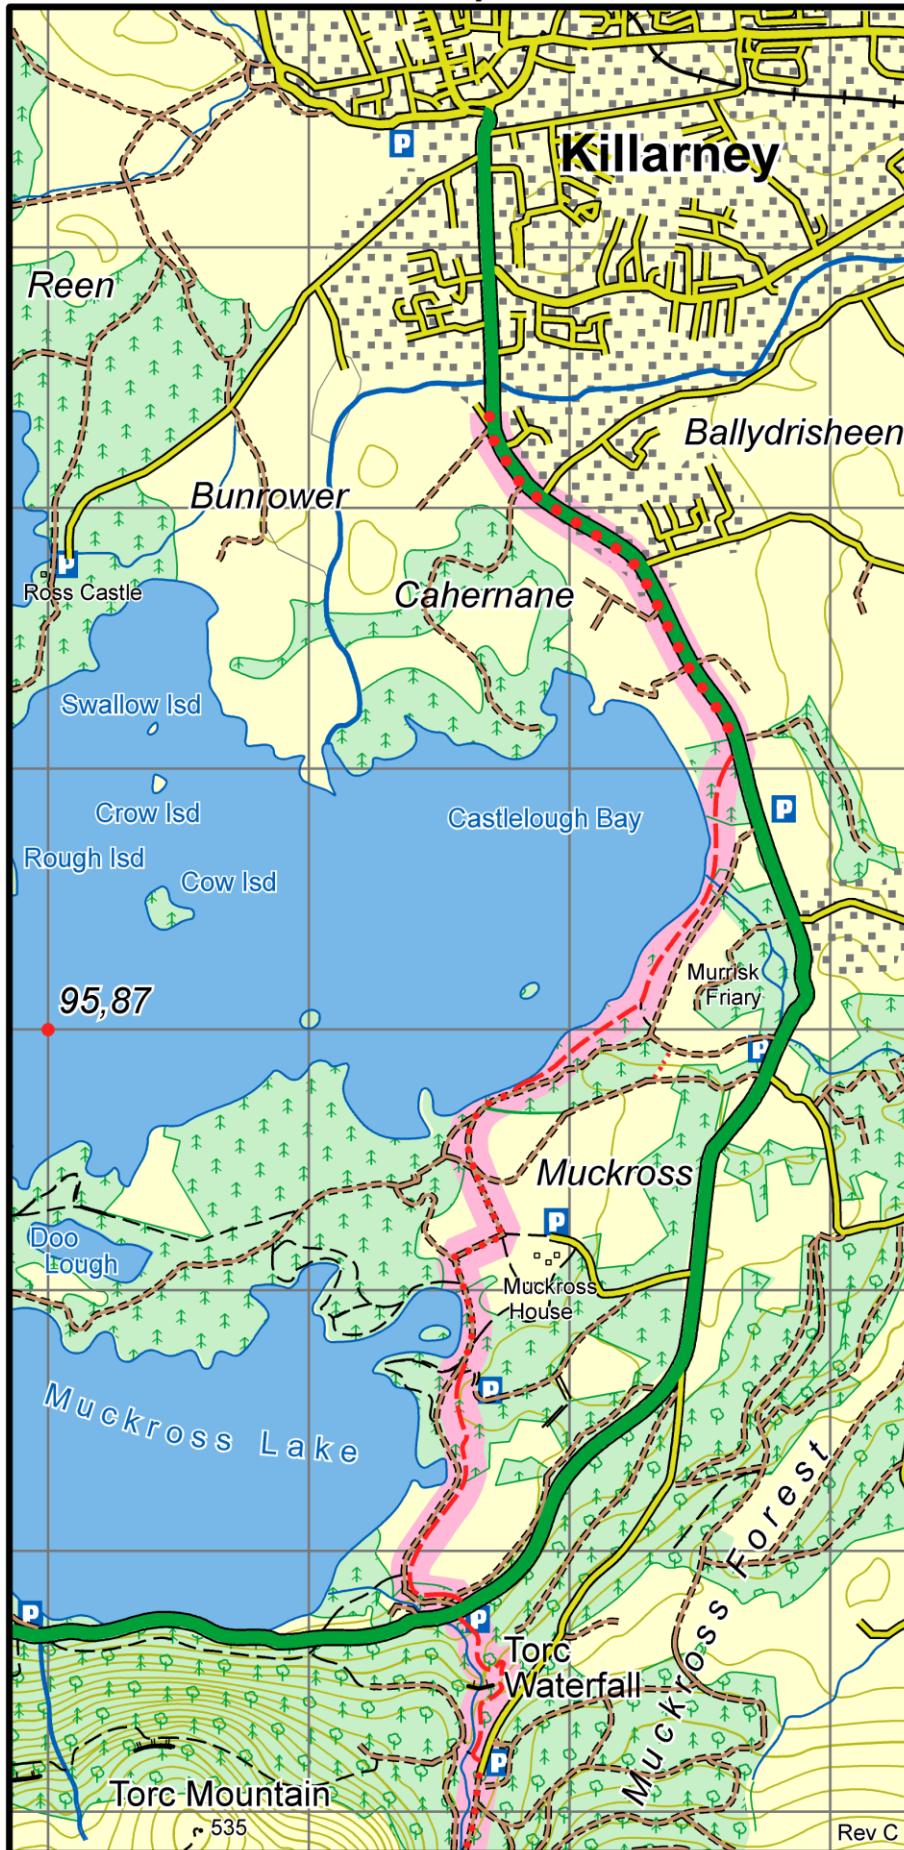 P
Killarney
Reen
Ballydrisheen
Bunrower
P
Ross Castle
Cahernane
Swallow Isd
Crow Isd
P
Castlelough Bay
Rough Isd
Cow Isd
Murrisk
Friary
95,87
P
Muckross
P
Doo
Lough
Muckross
House
P
Muckross Lake
Muckross Forest
P
P
Torc
Waterfall
P
Torc Mountain
535
Rev C